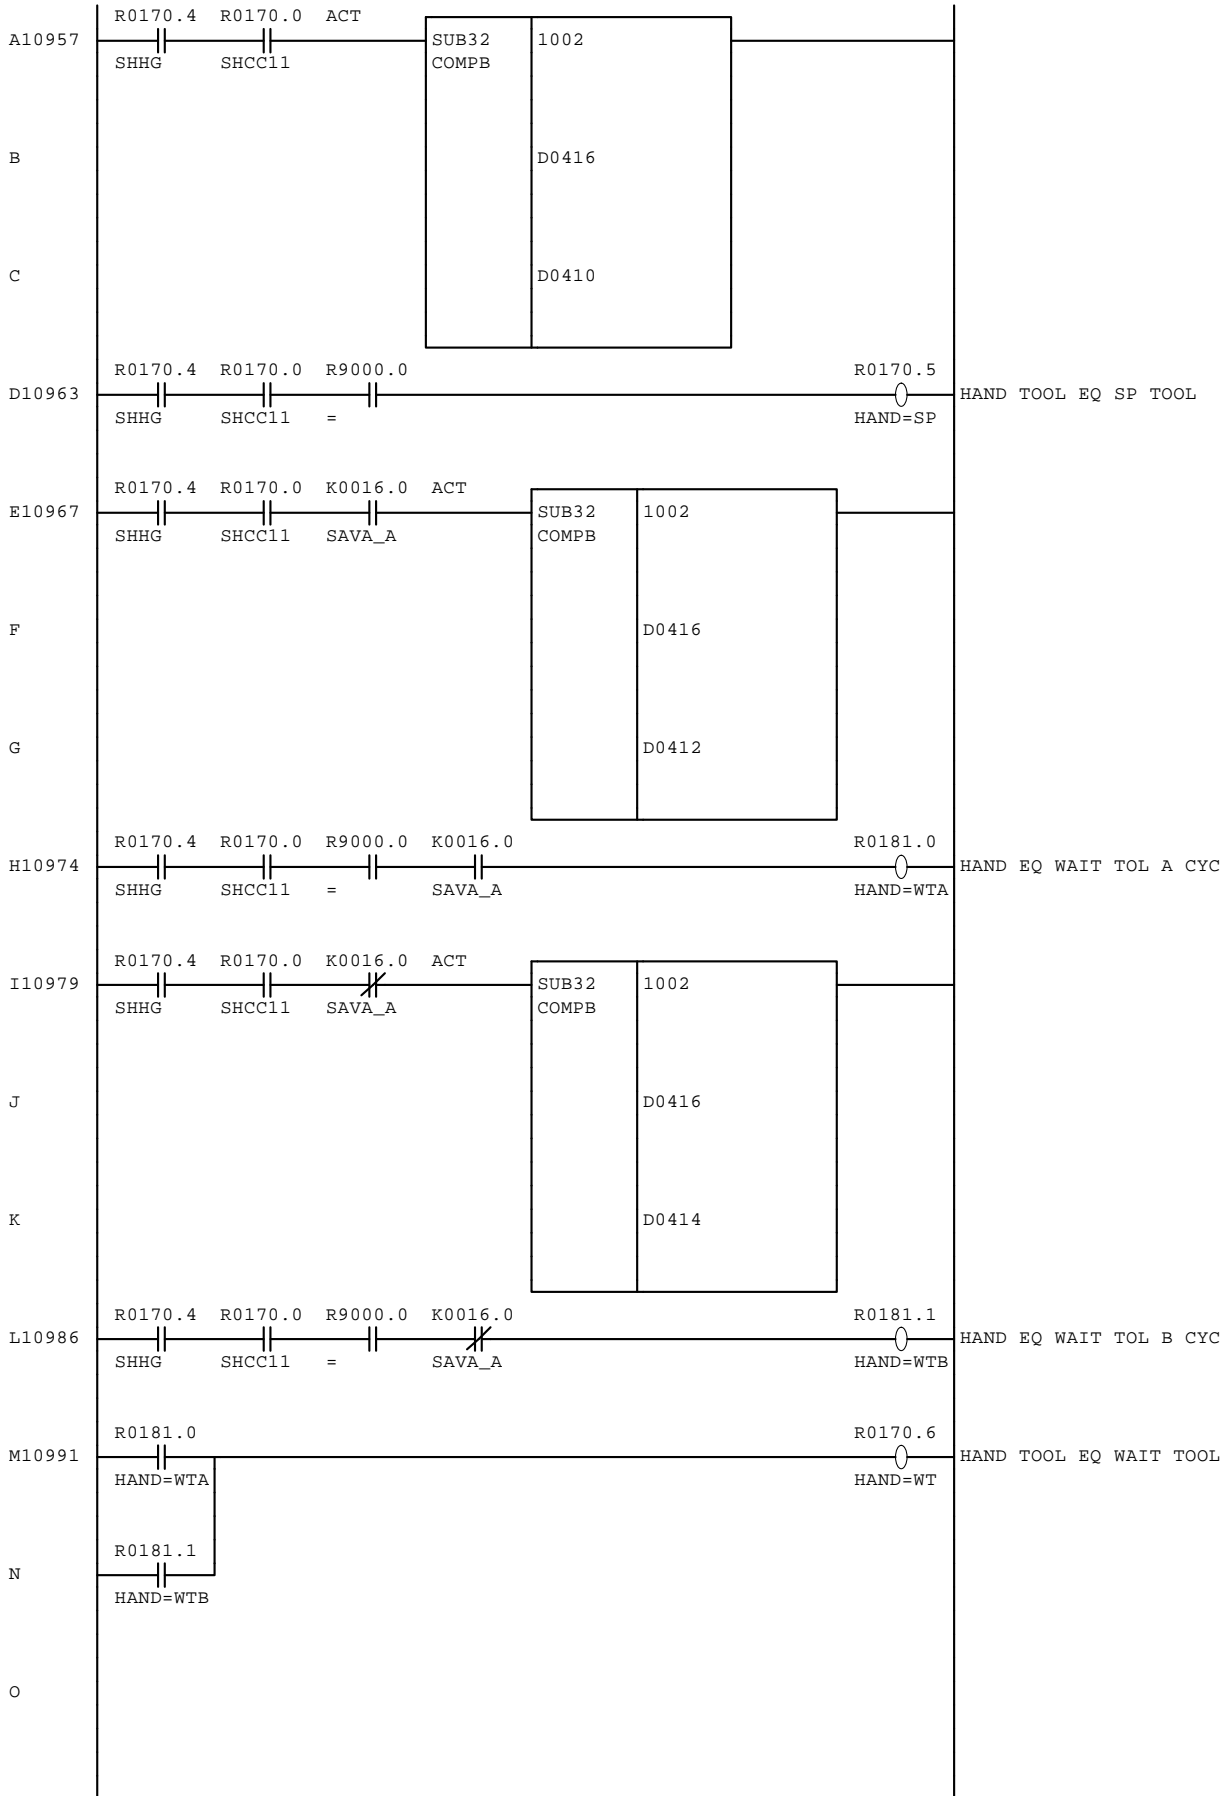 R0170.4 R0170.0 ACT
A10957 SUB32 1002
SHHG SHCC11 COMPB
B D0416
C D0410
R0170.4 R0170.0 R9000.0 R0170.5
D10963 HAND TOOL EQ SP TOOL
SHHG SHCC11 = HAND=SP
R0170.4 R0170.0 K0016.0 ACT
E10967 SUB32 1002
SHHG SHCC11 SAVA_A COMPB
F D0416
G D0412
R0170.4 R0170.0 R9000.0 K0016.0 R0181.0
H10974 HAND EQ WAIT TOL A CYC
SHHG SHCC11 = SAVA_A HAND=WTA
R0170.4 R0170.0 K0016.0 ACT
I10979 SUB32 1002
SHHG SHCC11 SAVA_A COMPB
J D0416
K D0414
R0170.4 R0170.0 R9000.0 K0016.0 R0181.1
L10986 HAND EQ WAIT TOL B CYC
SHHG SHCC11 = SAVA_A HAND=WTB
R0181.0 R0170.6
M10991 HAND TOOL EQ WAIT TOOL
HAND=WTA HAND=WT
R0181.1
N
HAND=WTB
O